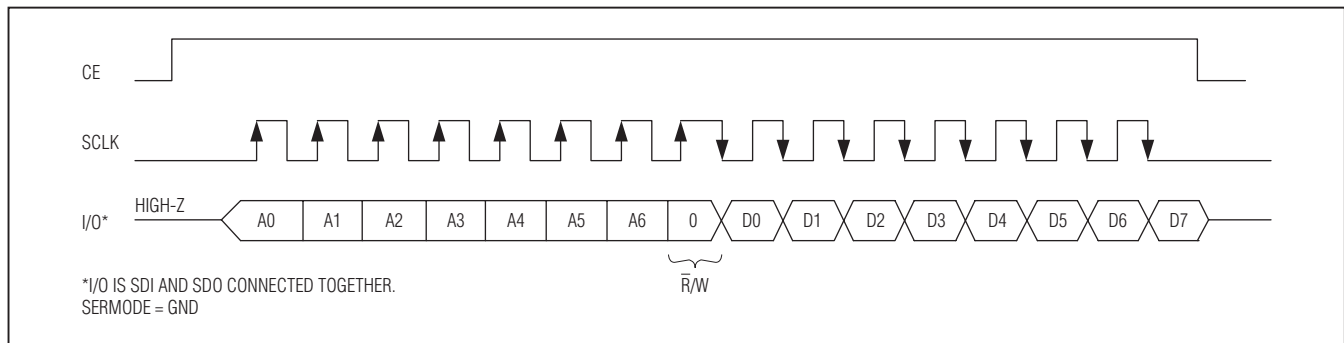 CE
SCLK
I/O* HIGH-Z A0 A1 A2 A3 A4 A5 A6 0 D0 D1 D2 D3 D4 D5 D6 D7
R̅/W
*I/O IS SDI AND SDO CONNECTED TOGETHER.
SERMODE = GND